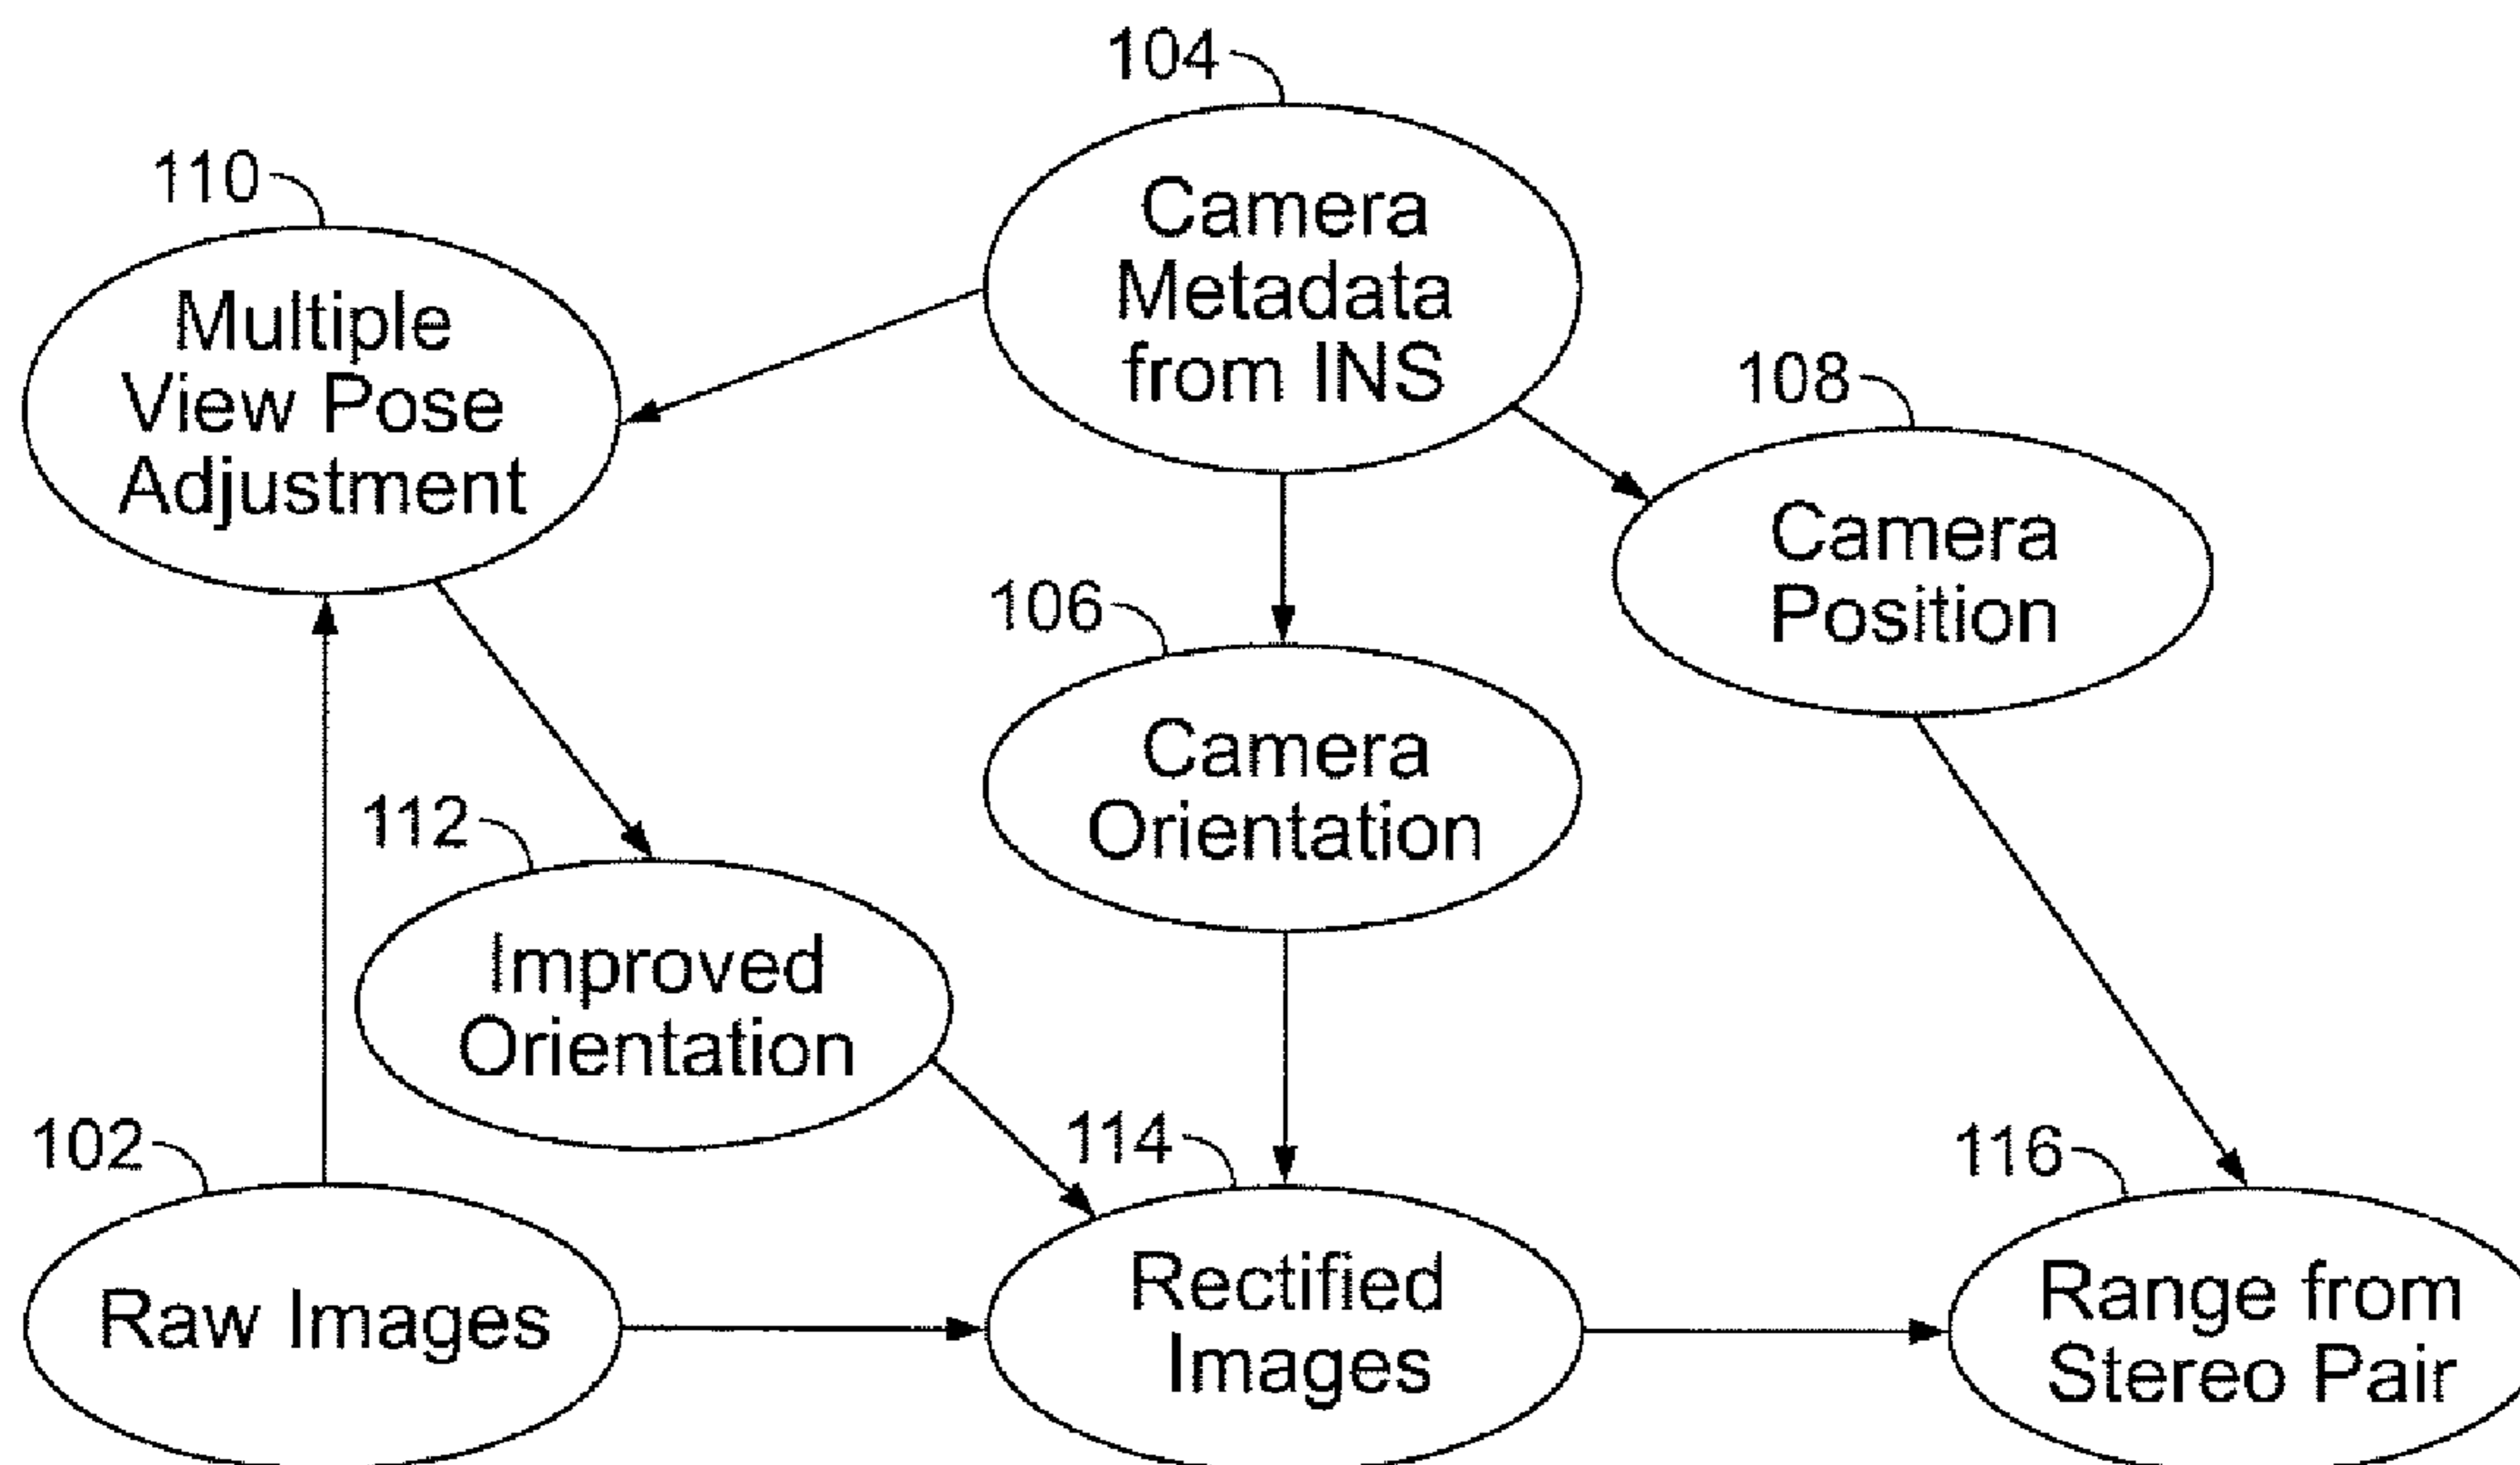 104
Camera
Metadata
from INS
110
Multiple
View Pose
Adjustment
108
Camera
Position
106
Camera
Orientation
112
Improved
Orientation
102
Raw Images
114
Rectified
Images
116
Range from
Stereo Pair